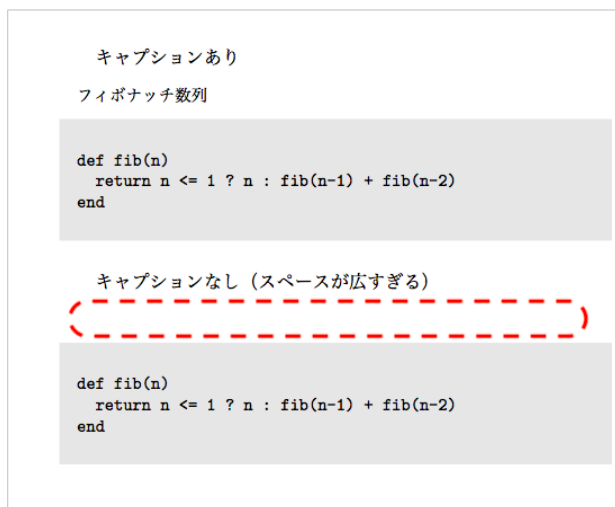 キャプションあり
フィボナッチ数列
def fib(n)
  return n <= 1 ? n : fib(n-1) + fib(n-2)
end
キャプションなし（スペースが広すぎる）
def fib(n)
  return n <= 1 ? n : fib(n-1) + fib(n-2)
end